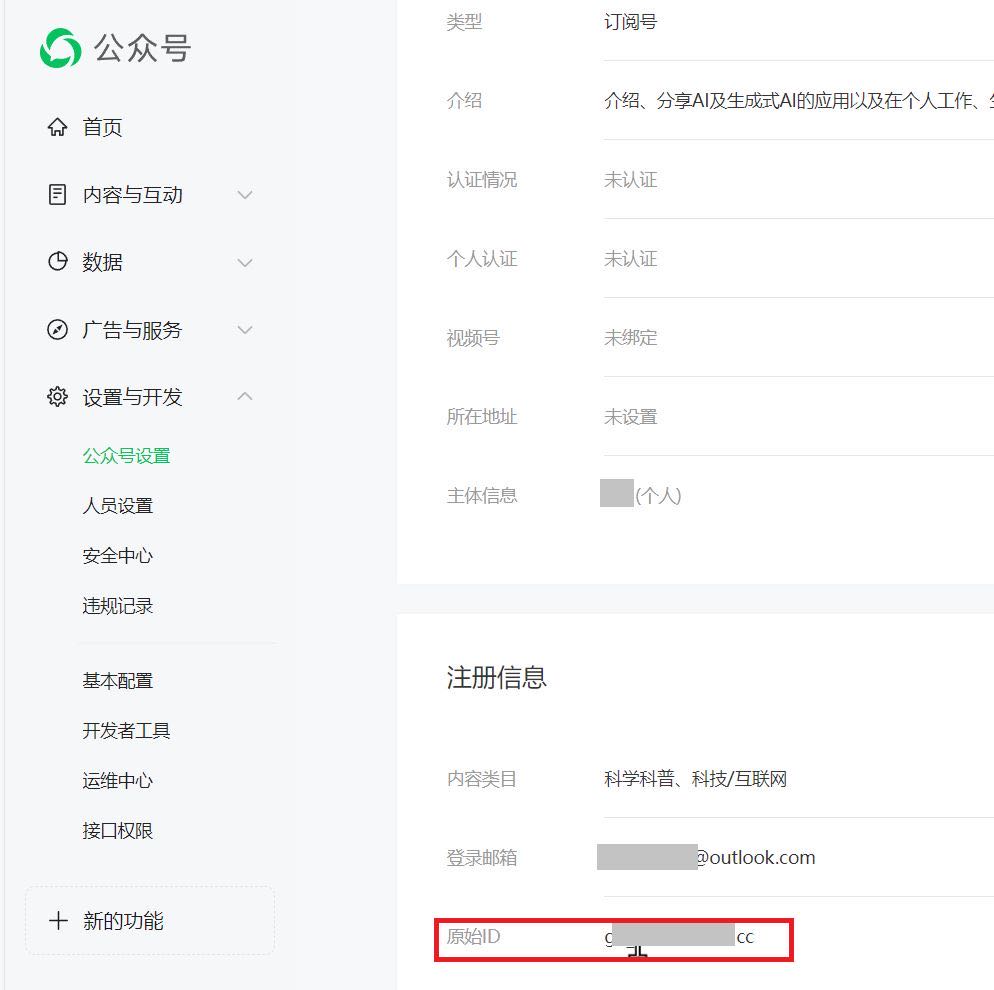 公众号
首页
内容与互动
数据
广告与服务
设置与开发
公众号设置
人员设置
安全中心
违规记录
基本配置
开发者工具
运维中心
接口权限
新的功能
类型 订阅号
介绍 介绍、分享AI及生成式AI的应用以及在个人工作、
认证情况 未认证
个人认证 未认证
视频号 未绑定
所在地址 未设置
主体信息 (个人)
注册信息
内容类目 科学科普、科技/互联网
登录邮箱 @outlook.com
原始ID g cc